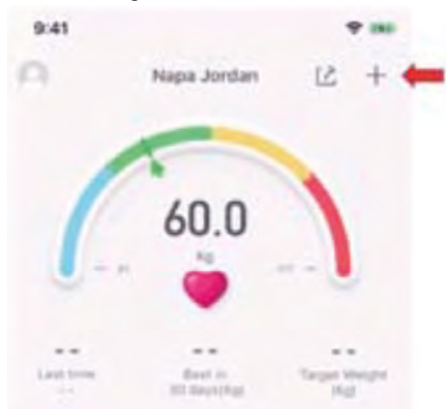 9:41
Napa Jordan
60.0
Kg
-- -- --
Last time Best in Target Weight
-- 30 days(Kg) (Kg)